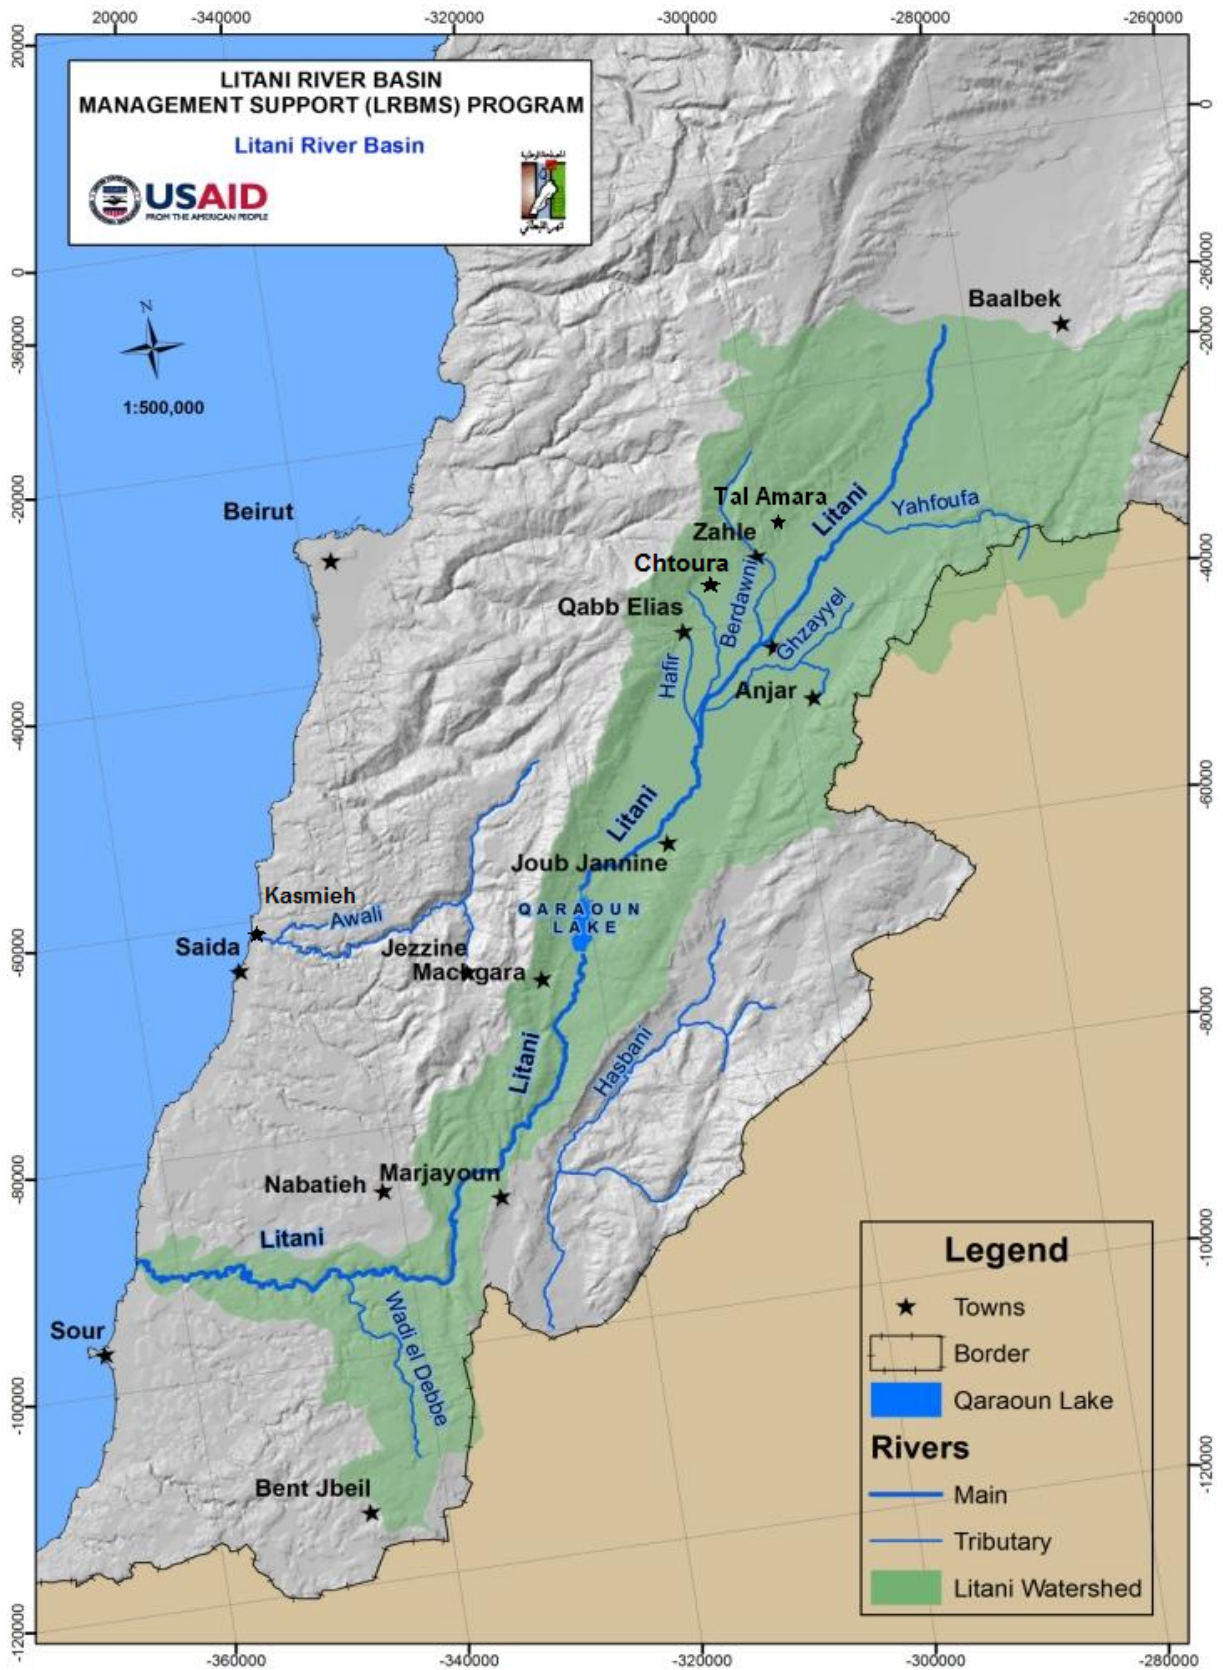 20000
-340000
-320000
-300000
-280000
-260000
20000
0
-360000
-20000
-40000
-60000
-80000
-100000
-120000
LITANI RIVER BASIN
MANAGEMENT SUPPORT (LRBMS) PROGRAM
Litani River Basin
USAID
FROM THE AMERICAN PEOPLE
N
1:500,000
Baalbek
Beirut
Tal Amara
Litani
Yahfoufa
Zahle
Chtoura
Qabb Elias
Berdawni
Ghzayyel
Hafir
Anjar
Litani
Joub Jannine
Kasmieh
QARAOUN
LAKE
Awali
Saida
Jezzine
Machgara
Litani
Hasbani
Nabatieh
Marjayoun
Litani
Sour
Wadi el Debbe
Bent Jbeil
Legend
Towns
Border
Qaraoun Lake
Rivers
Main
Tributary
Litani Watershed
0
-260000
-20000
-40000
-60000
-80000
-100000
-120000
-360000
-340000
-320000
-300000
-280000